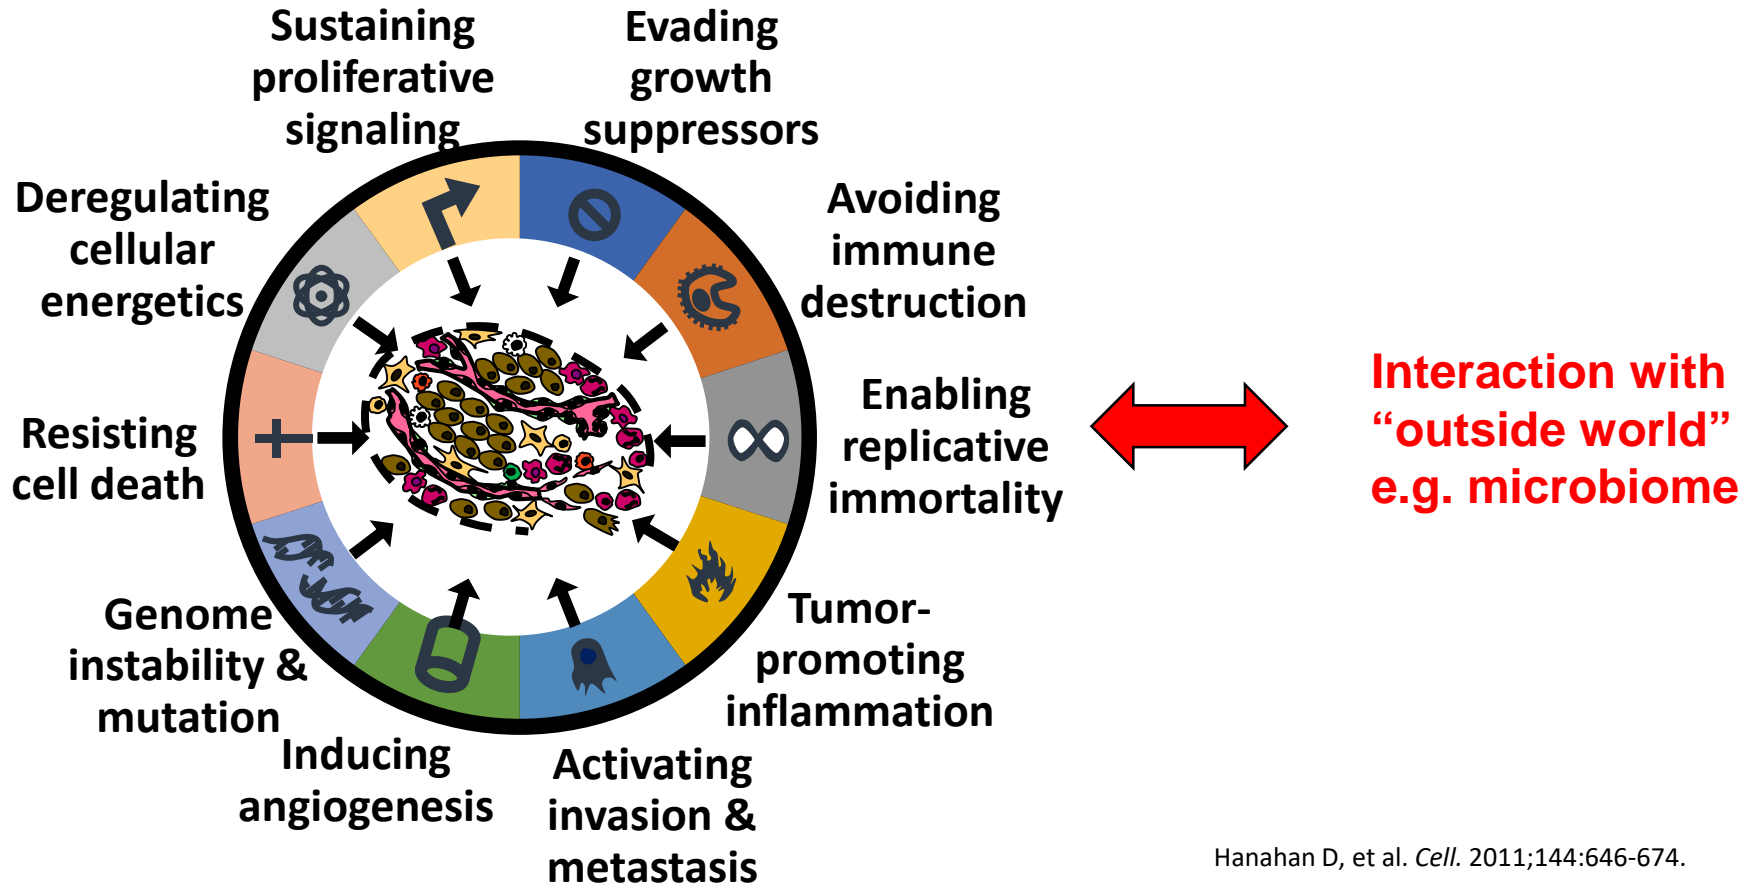 Sustaining
proliferative
signaling
Evading
growth
suppressors
Avoiding
immune
destruction
Enabling
replicative
immortality
Tumor-
promoting
inflammation
Activating
invasion &
metastasis
Inducing
angiogenesis
Genome
instability &
mutation
Resisting
cell death
Deregulating
cellular
energetics
Interaction with
“outside world”
e.g. microbiome
Hanahan D, et al. Cell. 2011;144:646-674.